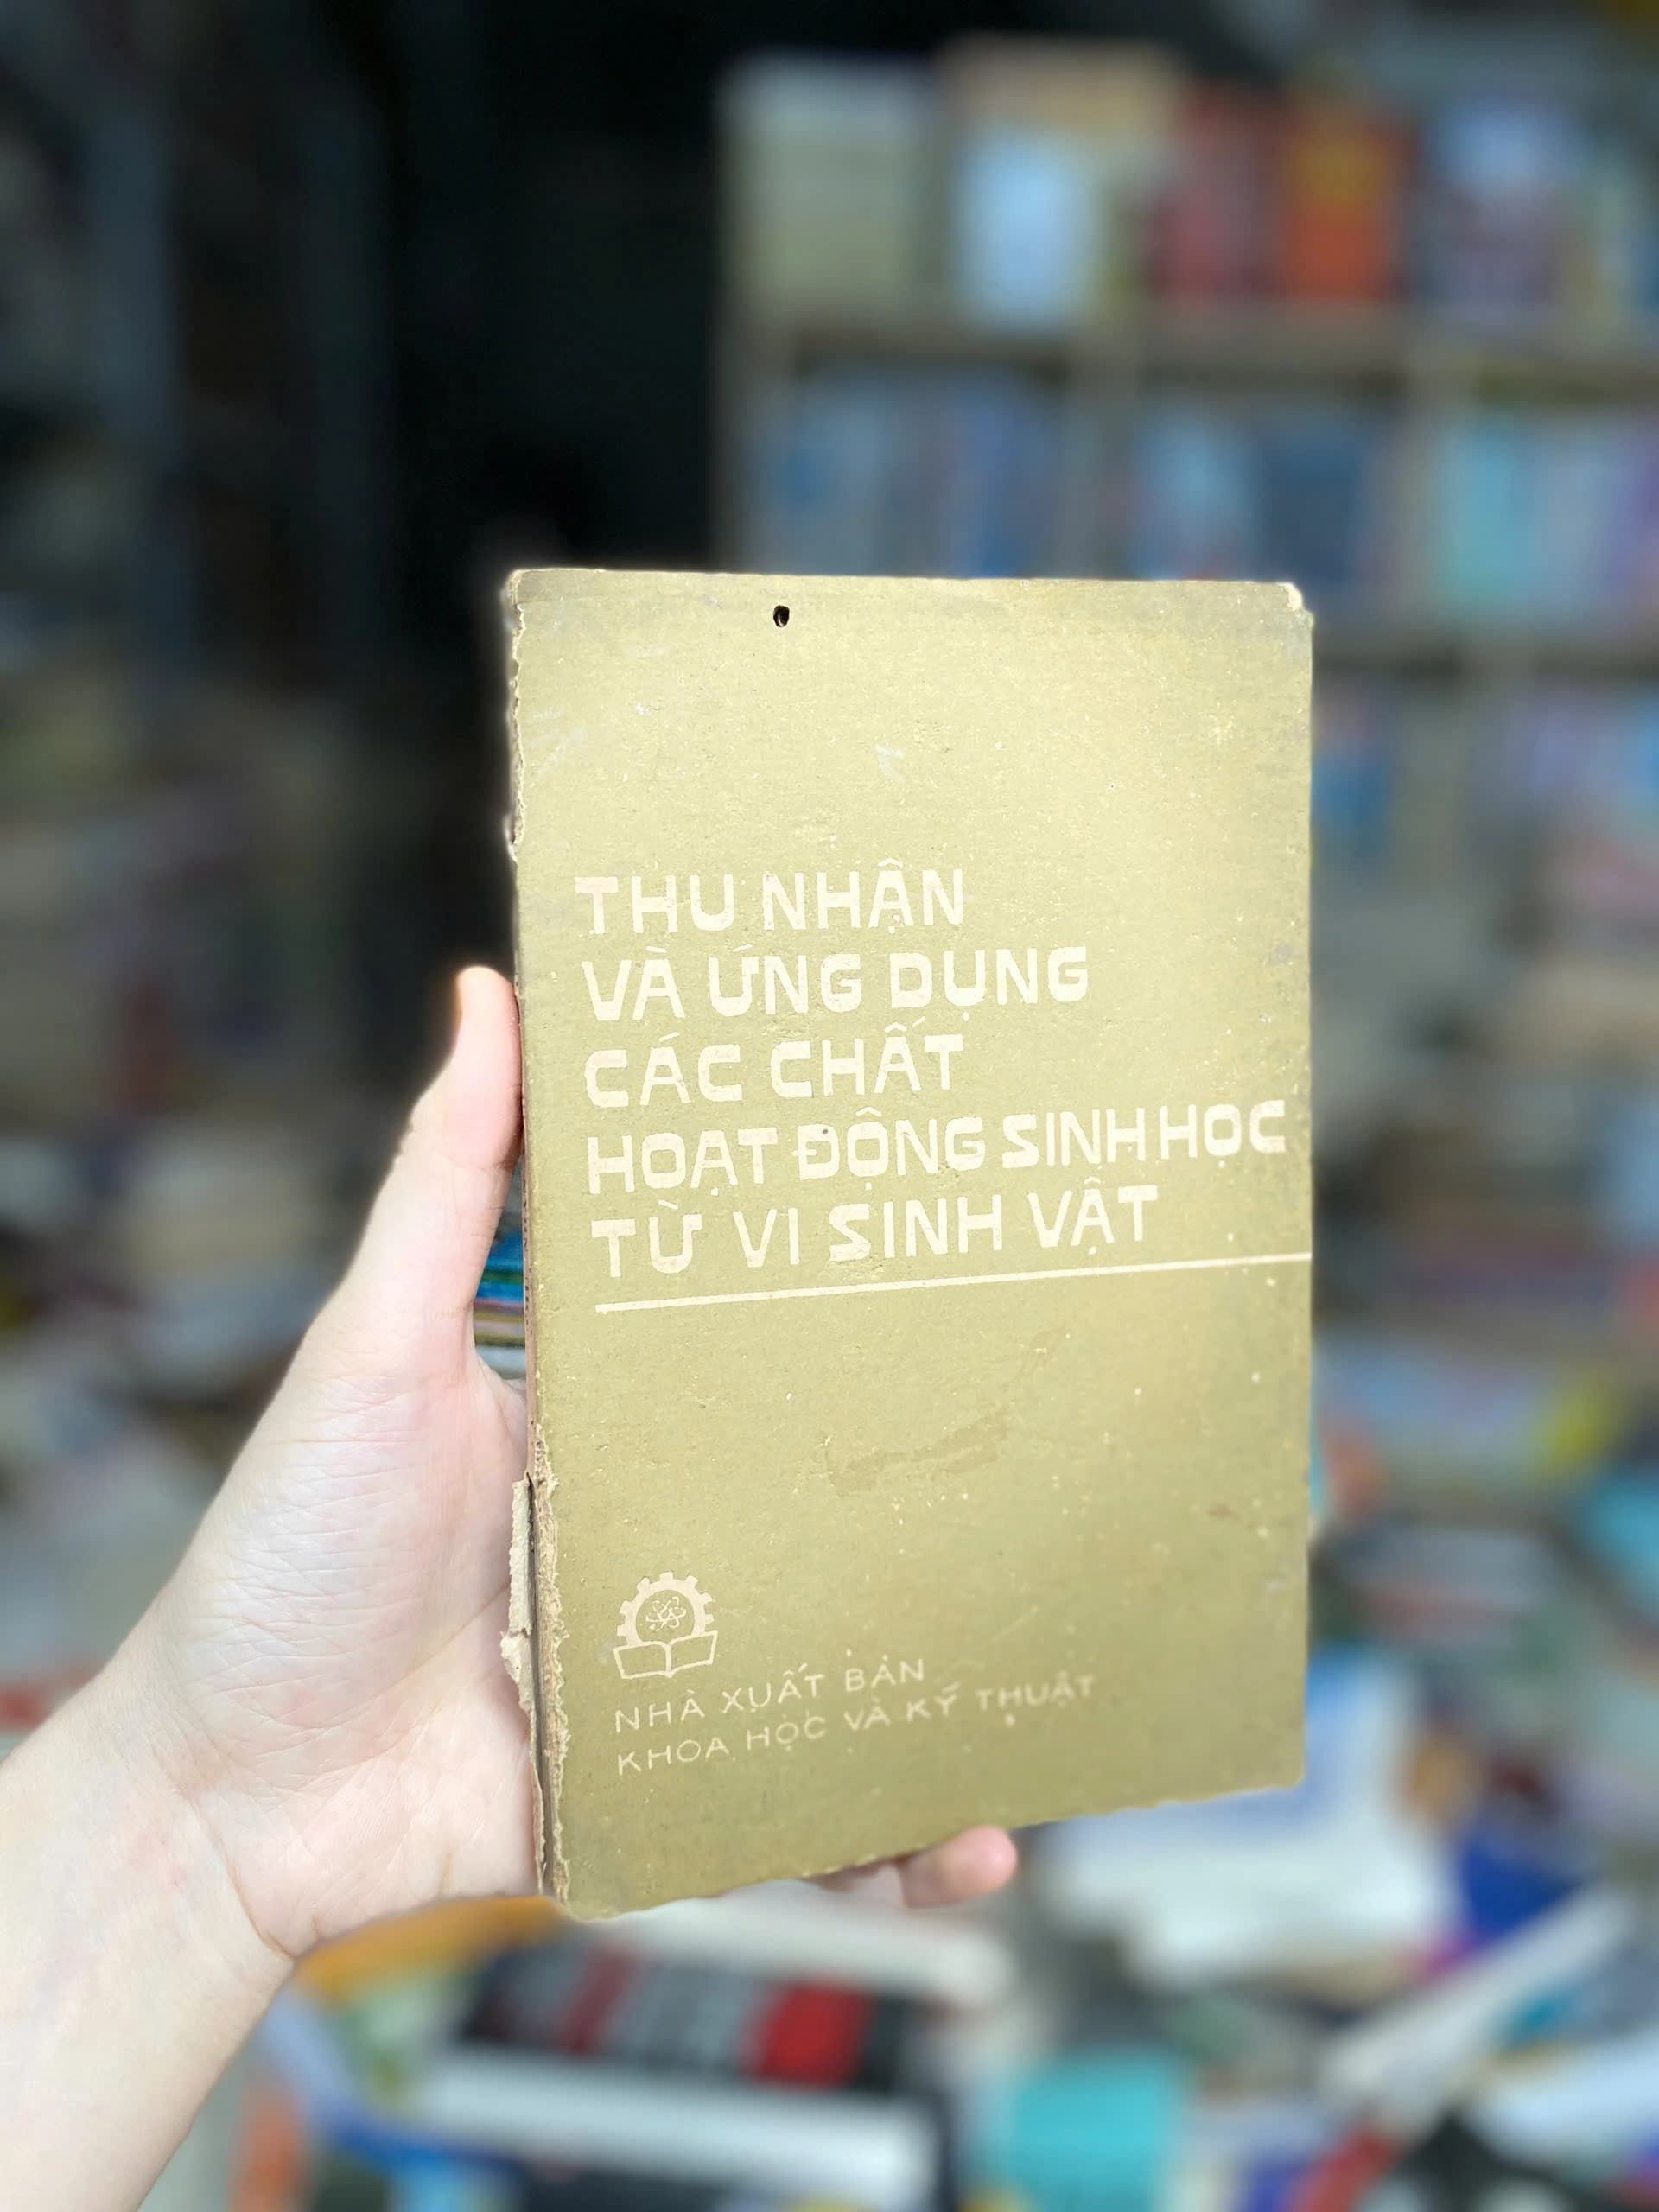 THU NHẬN
VÀ ỨNG DỤNG
CÁC CHẤT
HOẠT ĐỘNG SINH HỌC
TỪ VI SINH VẬT
NHÀ XUẤT BẢN
KHOA HỌC VÀ KỸ THUẬT